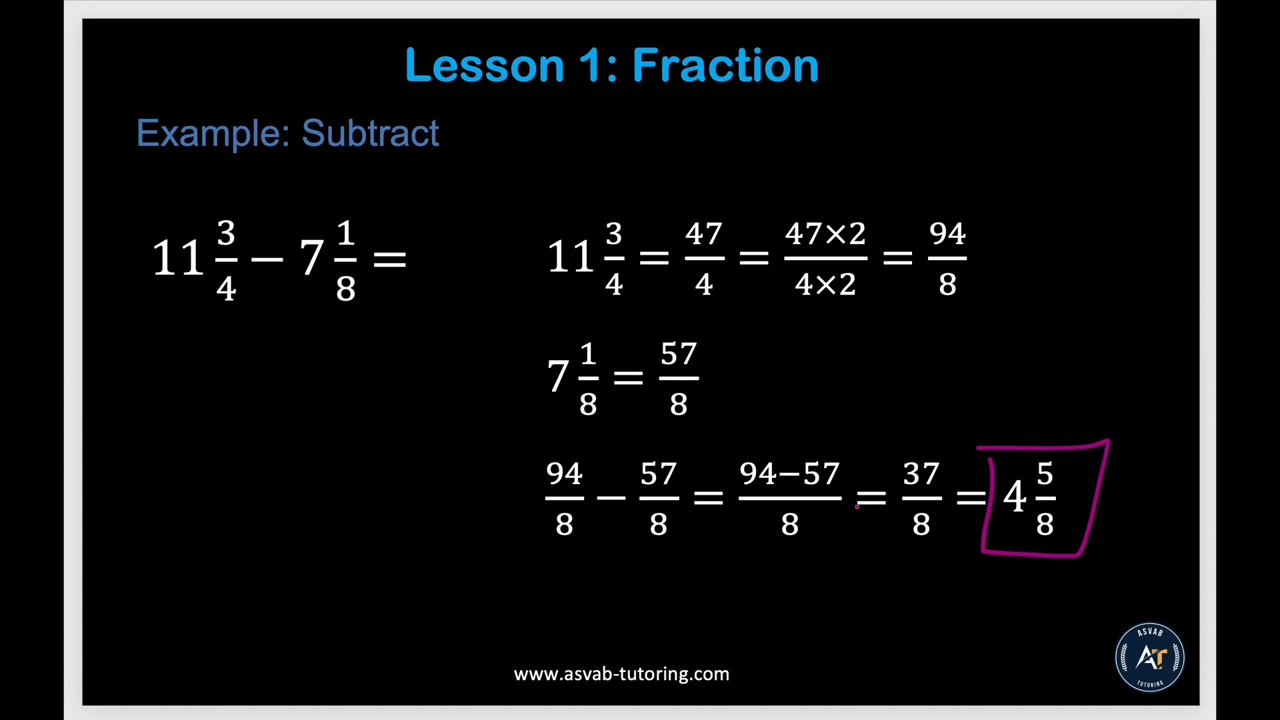 Lesson 1: Fraction
Example: Subtract
11 3/4 − 7 1/8 =
11 3/4 = 47/4 = 47×2/4×2 = 94/8
7 1/8 = 57/8
94/8 − 57/8 = 94−57/8 = 37/8 = 4 5/8
www.asvab-tutoring.com
ASVAB
AT
TUTORING